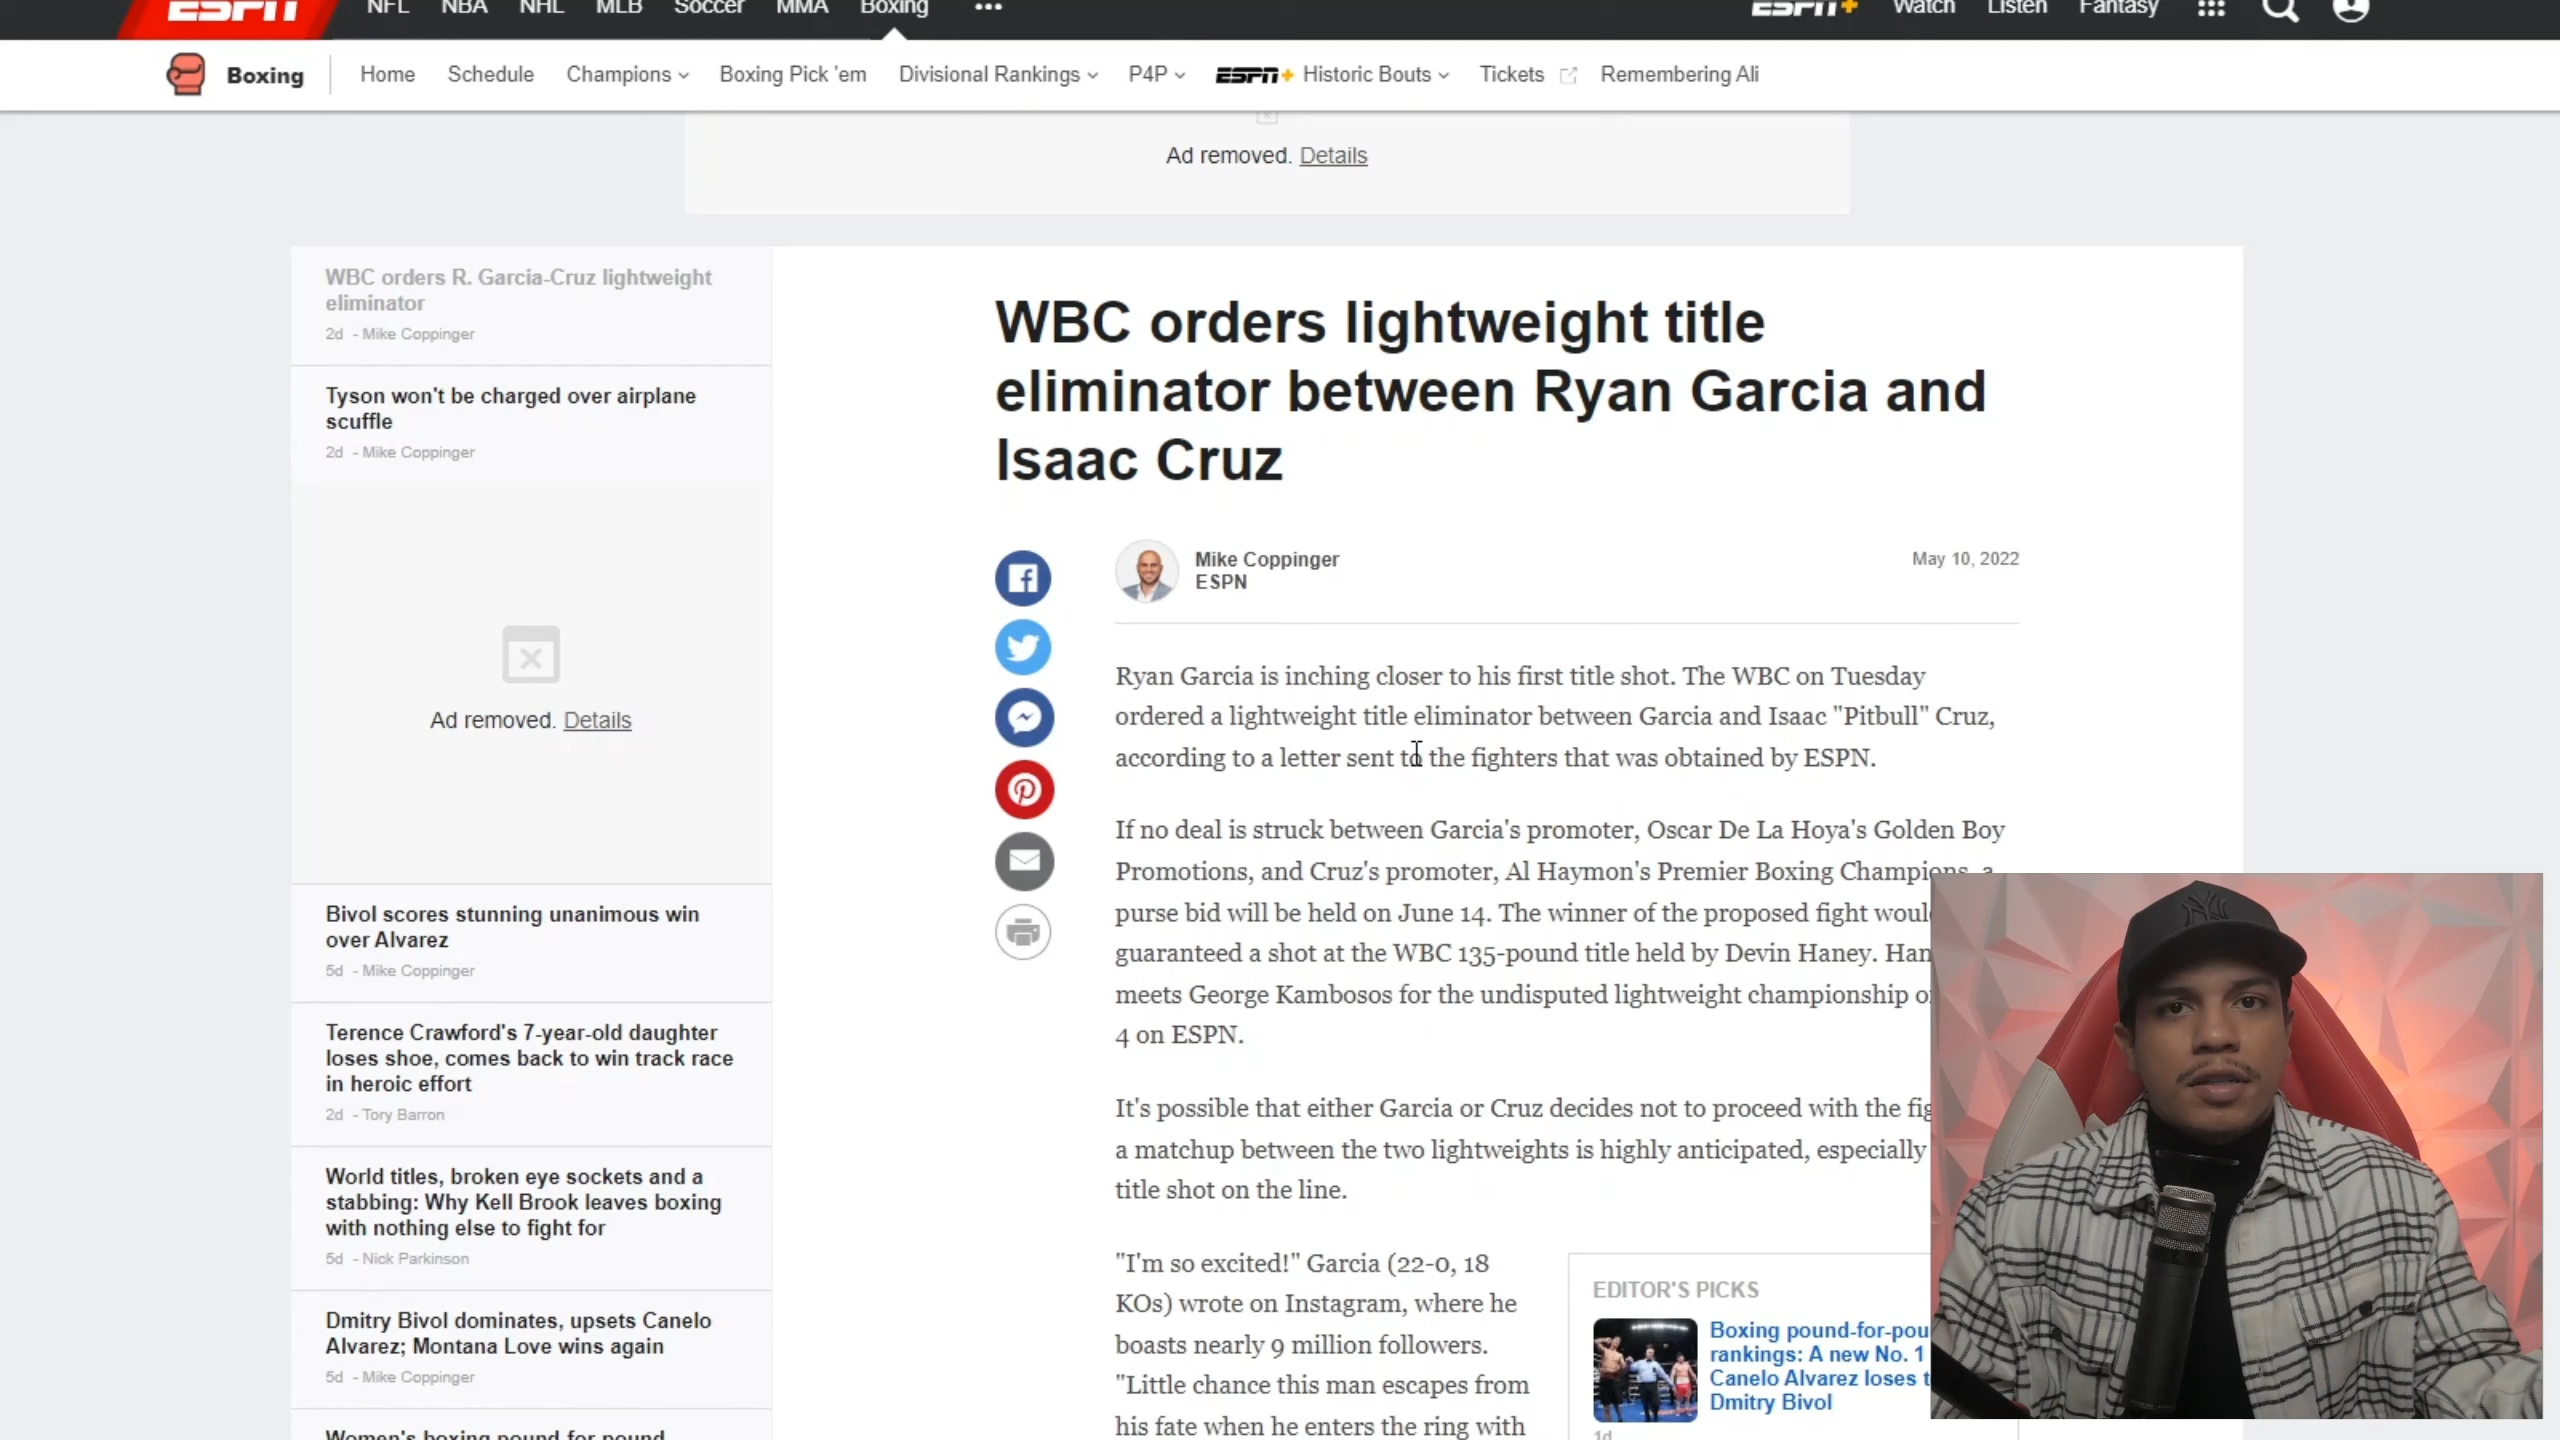 ESPN NFL NBA NHL MLB Soccer MMA Boxing ... ESPN+ Watch Listen Fantasy
Boxing Home Schedule Champions Boxing Pick 'em Divisional Rankings P4P ESPN+ Historic Bouts Tickets Remembering Ali
Ad removed. Details
WBC orders R. Garcia-Cruz lightweight
eliminator
2d - Mike Coppinger
Tyson won't be charged over airplane
scuffle
2d - Mike Coppinger
Ad removed. Details
Bivol scores stunning unanimous win
over Alvarez
5d - Mike Coppinger
Terence Crawford's 7-year-old daughter
loses shoe, comes back to win track race
in heroic effort
2d - Tory Barron
World titles, broken eye sockets and a
stabbing: Why Kell Brook leaves boxing
with nothing else to fight for
5d - Nick Parkinson
Dmitry Bivol dominates, upsets Canelo
Alvarez; Montana Love wins again
5d - Mike Coppinger
Women's boxing pound-for-pound
WBC orders lightweight title
eliminator between Ryan Garcia and
Isaac Cruz
Mike Coppinger
ESPN
May 10, 2022
Ryan Garcia is inching closer to his first title shot. The WBC on Tuesday
ordered a lightweight title eliminator between Garcia and Isaac "Pitbull" Cruz,
according to a letter sent to the fighters that was obtained by ESPN.
If no deal is struck between Garcia's promoter, Oscar De La Hoya's Golden Boy
Promotions, and Cruz's promoter, Al Haymon's Premier Boxing Champions, a
purse bid will be held on June 14. The winner of the proposed fight woul
guaranteed a shot at the WBC 135-pound title held by Devin Haney. Han
meets George Kambosos for the undisputed lightweight championship o
4 on ESPN.
It's possible that either Garcia or Cruz decides not to proceed with the fig
a matchup between the two lightweights is highly anticipated, especially
title shot on the line.
"I'm so excited!" Garcia (22-0, 18
KOs) wrote on Instagram, where he
boasts nearly 9 million followers.
"Little chance this man escapes from
his fate when he enters the ring with
EDITOR'S PICKS
Boxing pound-for-pou
rankings: A new No. 1
Canelo Alvarez loses t
Dmitry Bivol
1d